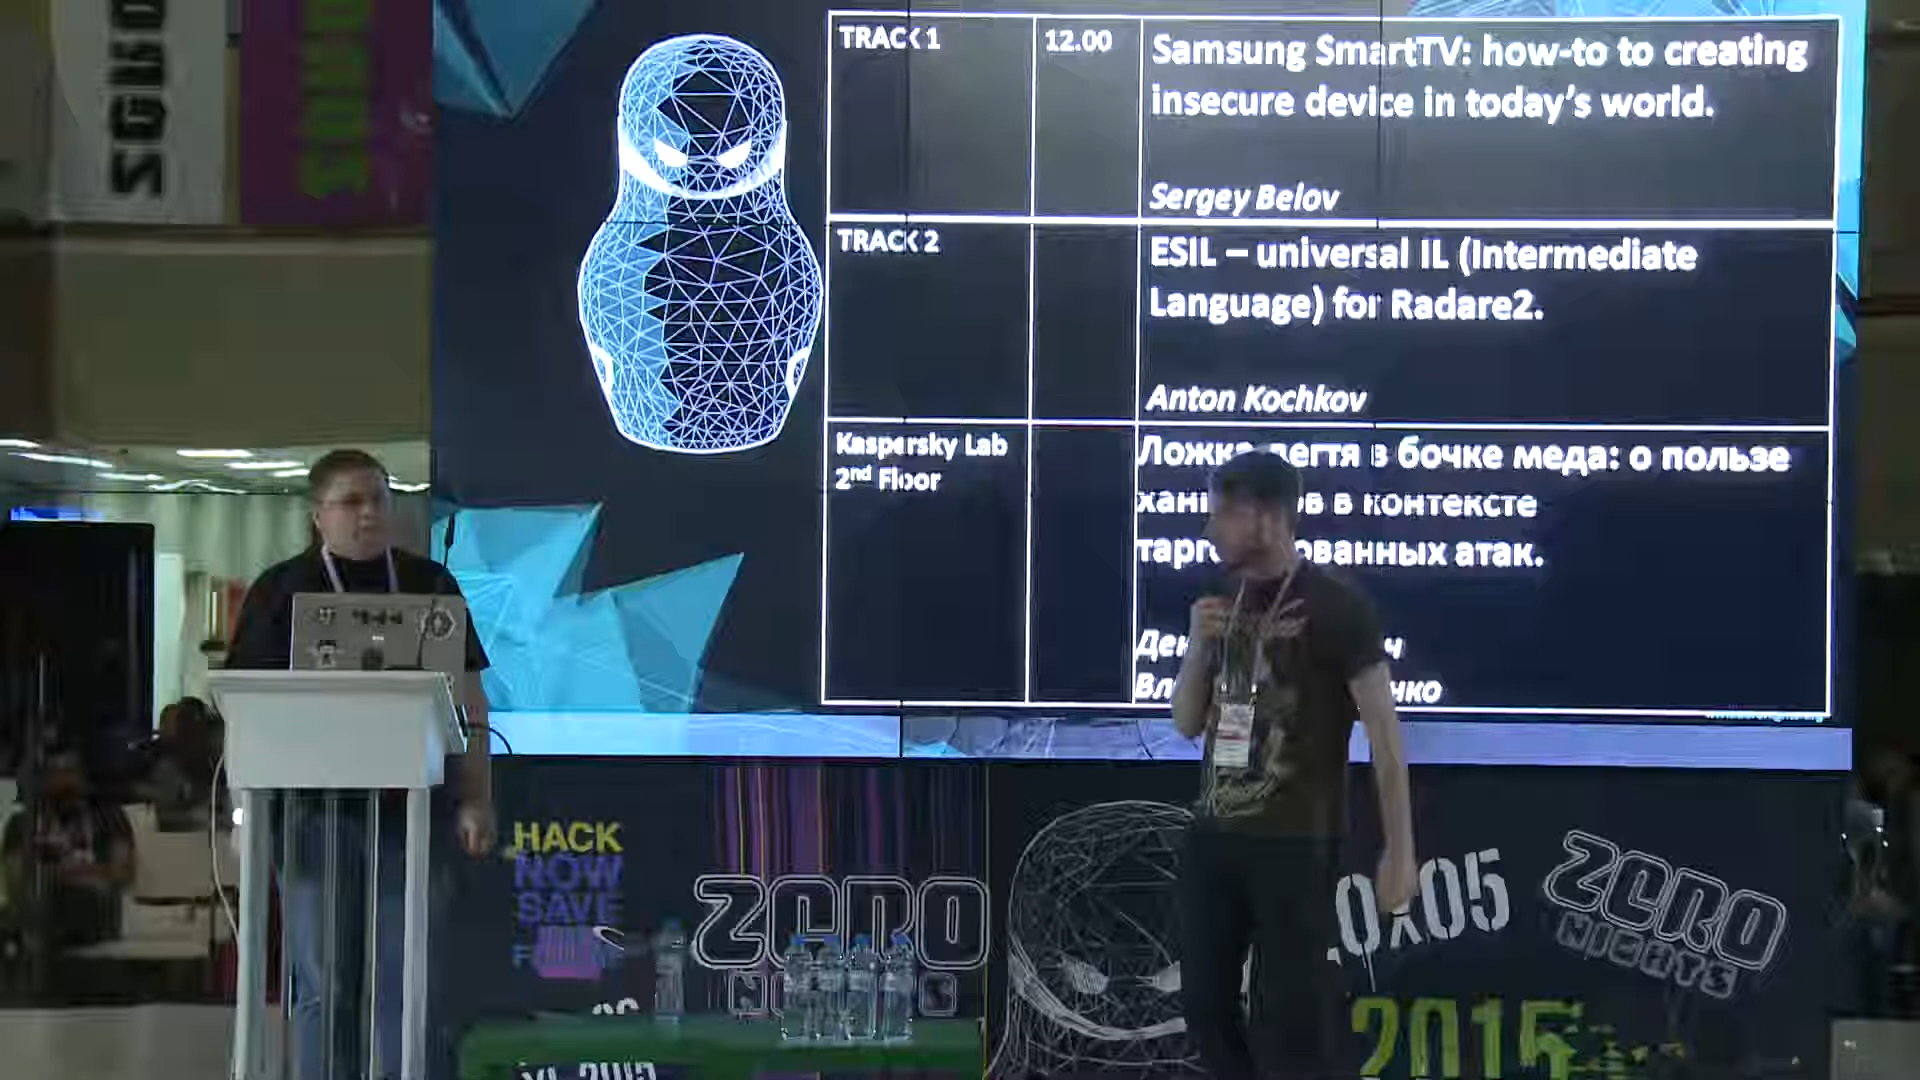 TRACK 1
12.00
Samsung SmartTV: how-to to creating
insecure device in today's world.
Sergey Belov
TRACK 2
ESIL – universal IL (Intermediate
Language) for Radare2.
Anton Kochkov
Kaspersky Lab
2nd Floor
в бочке меда: о пользе
в контексте
атак.
HACK
NOW
SAVE
ZERO
0X05
ZERO
NIGHTS
2015